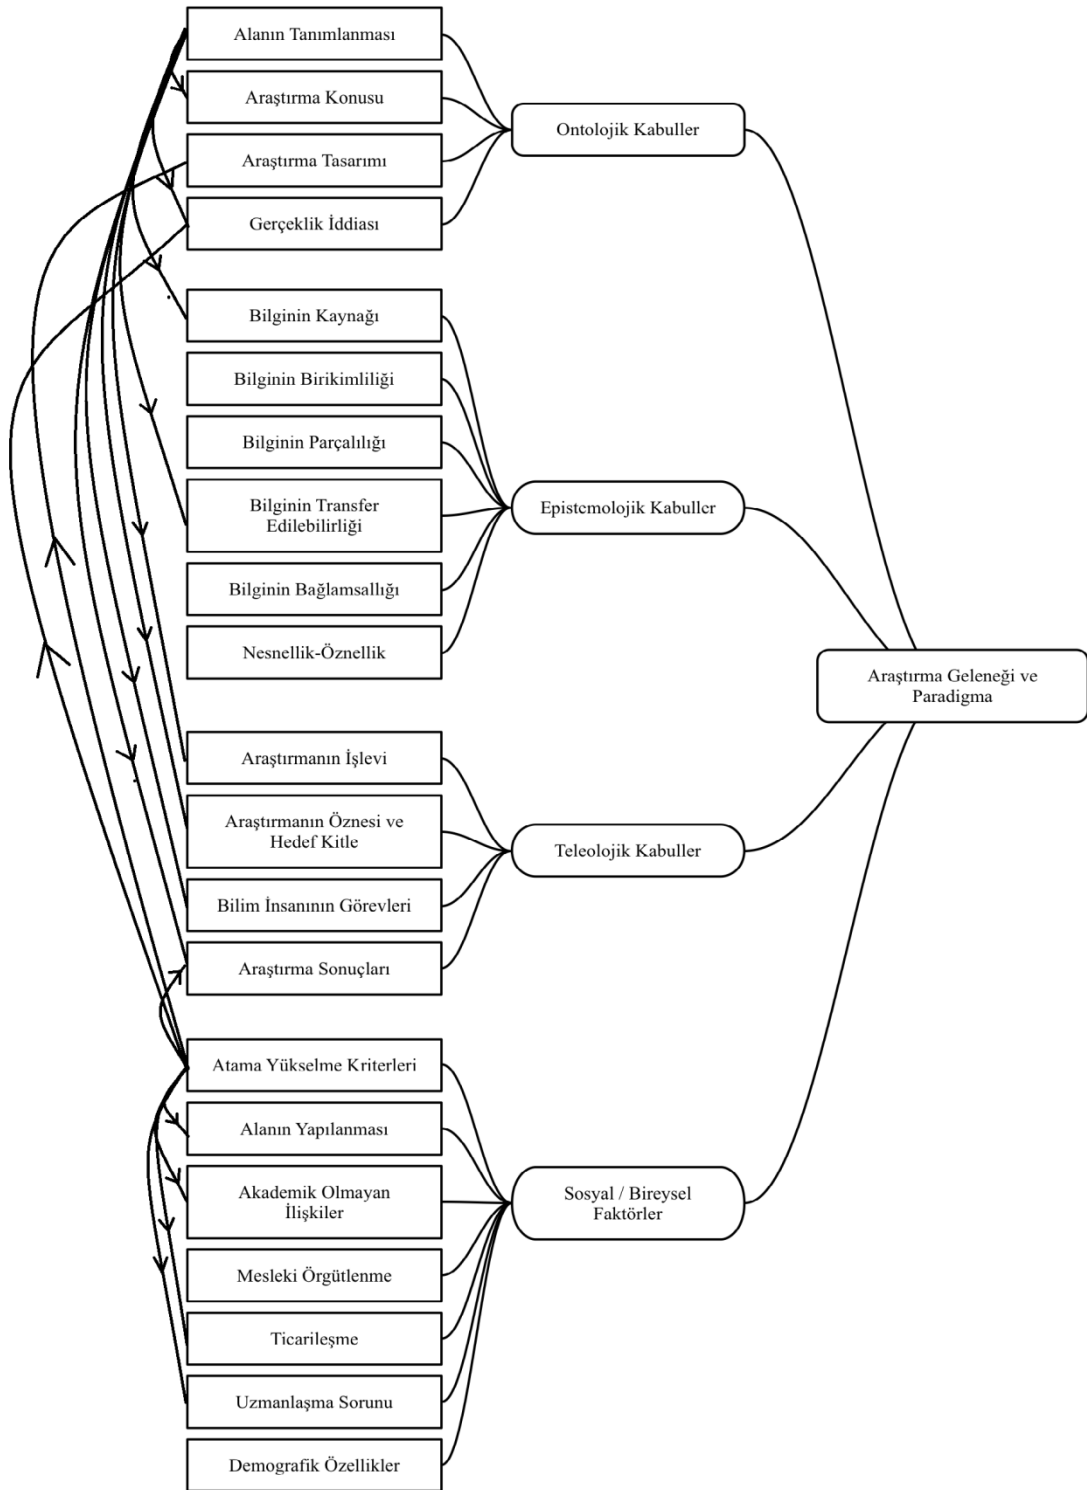 Alanın Tanımlanması
Araştırma Konusu
Araştırma Tasarımı
Gerçeklik İddiası
Ontolojik Kabuller
Bilginin Kaynağı
Bilginin Birikimliliği
Bilginin Parçalılığı
Bilginin Transfer
Edilebilirliği
Bilginin Bağlamsallığı
Nesnellik-Öznellik
Epistemolojik Kabuller
Araştırma Geleneği ve
Paradigma
Araştırmanın İşlevi
Araştırmanın Öznesi ve
Hedef Kitle
Bilim İnsanının Görevleri
Araştırma Sonuçları
Teleolojik Kabuller
Atama Yükselme Kriterleri
Alanın Yapılanması
Akademik Olmayan
İlişkiler
Mesleki Örgütlenme
Ticarileşme
Uzmanlaşma Sorunu
Demografik Özellikler
Sosyal / Bireysel
Faktörler